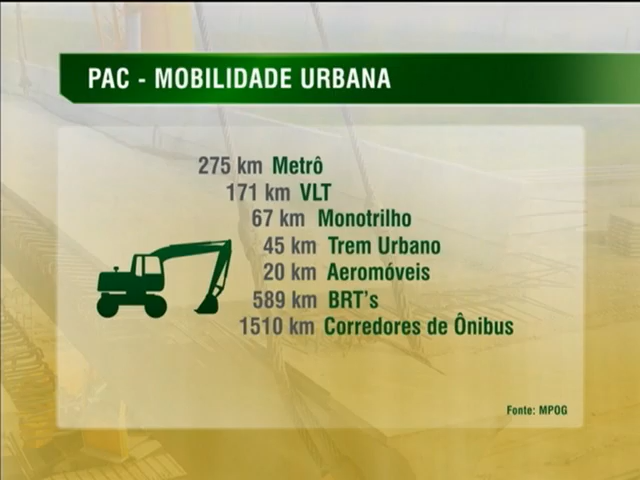 PAC - MOBILIDADE URBANA
275 km Metrô
171 km VLT
67 km Monotrilho
45 km Trem Urbano
20 km Aeromóveis
589 km BRT's
1510 km Corredores de Ônibus
Fonte: MPOG